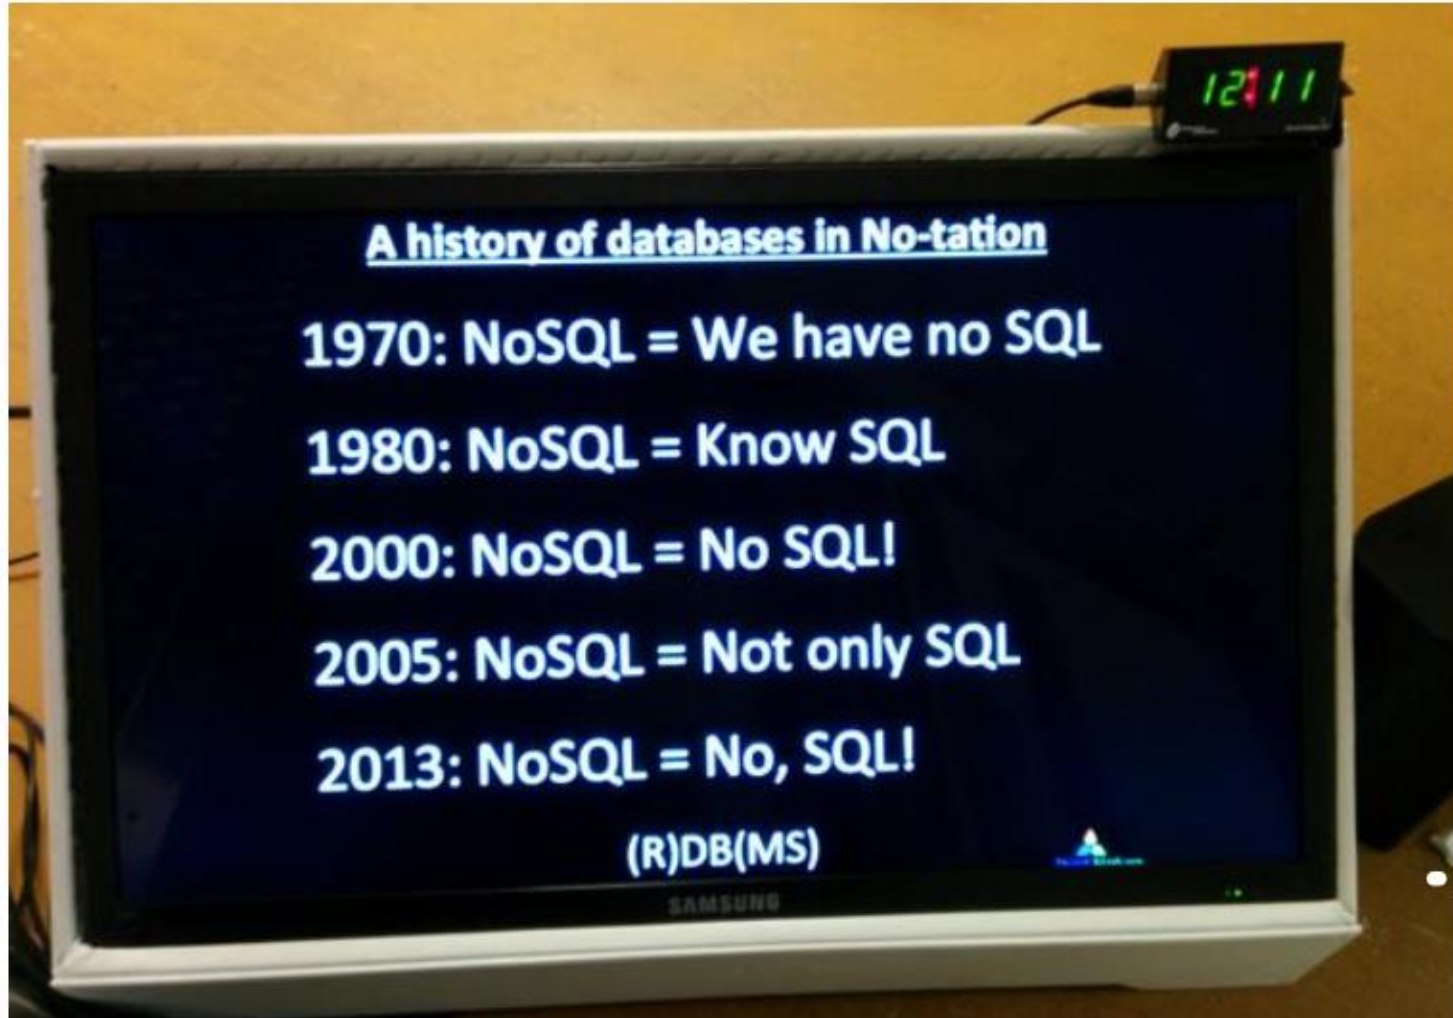 12:11
A history of databases in No-tation
1970: NoSQL = We have no SQL
1980: NoSQL = Know SQL
2000: NoSQL = No SQL!
2005: NoSQL = Not only SQL
2013: NoSQL = No, SQL!
(R)DB(MS)
SAMSUNG